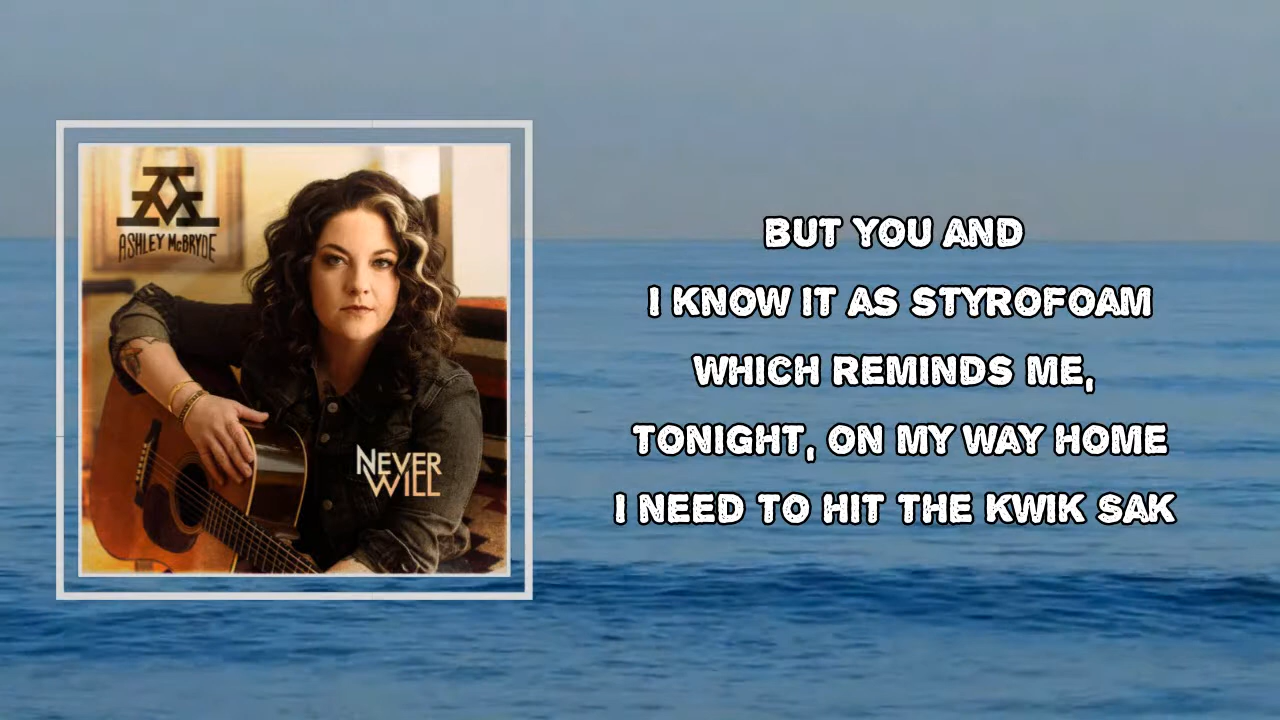 ASHLEY McBRYDE
NEVER
WILL
BUT YOU AND
I KNOW IT AS STYROFOAM
WHICH REMINDS ME,
TONIGHT, ON MY WAY HOME
I NEED TO HIT THE KWIK SAK